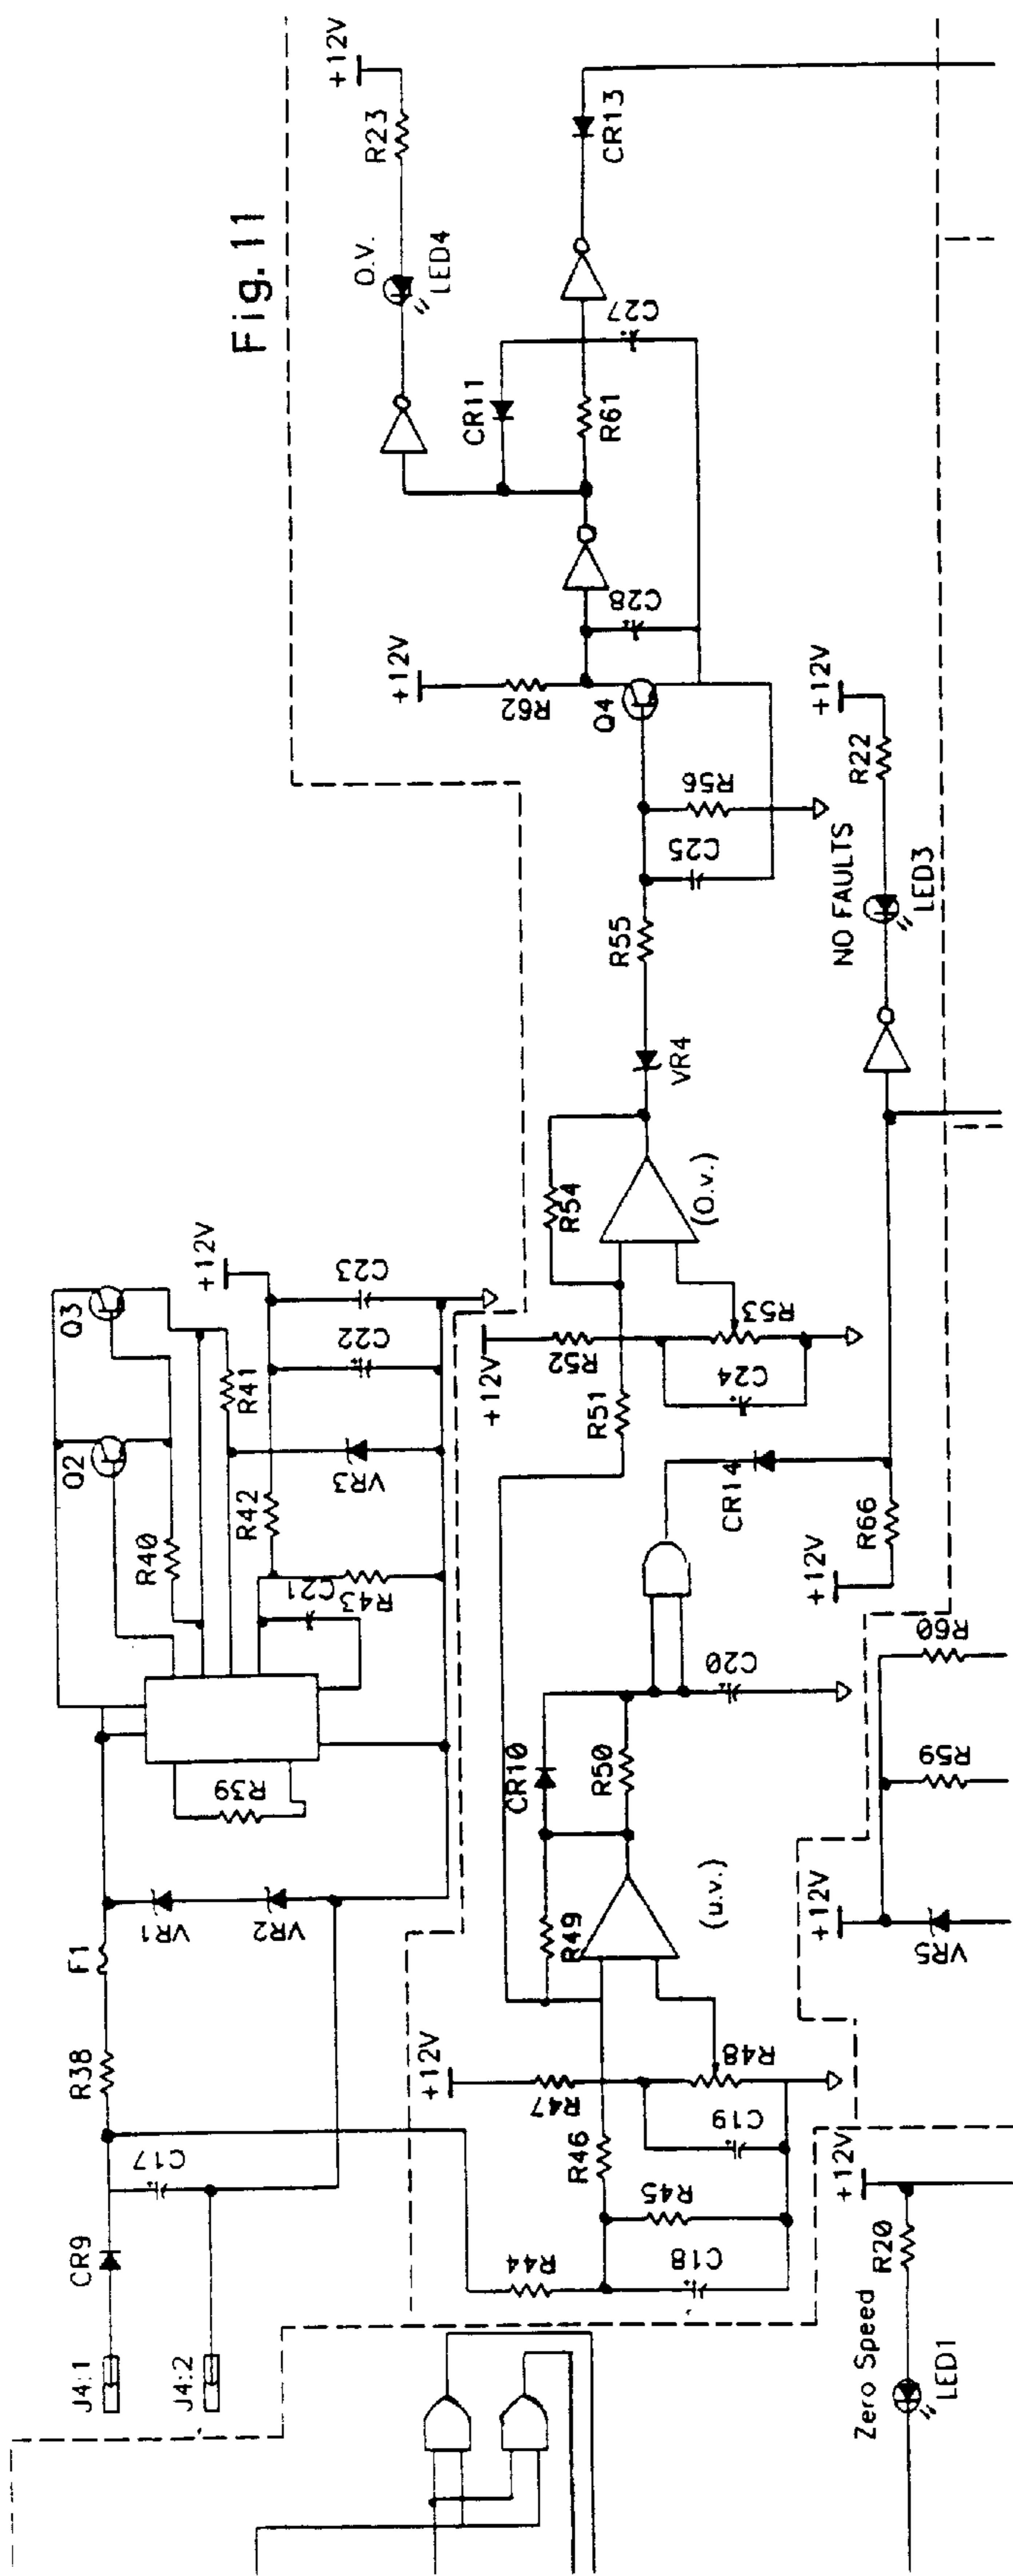 Fig. 11
+12V
R23
O.V.
LED4
CR13
CR11
C27
R61
C28
+12V
R62
Q4
R56
C25
R55
VR4
+12V
R22
NO FAULTS
LED3
Q3
Q2
+12V
C23
C22
R41
VR3
R42
R40
C21
R43
R39
F1
VR1
VR2
R38
C17
CR9
J4:1
J4:2
R54
(O.v.)
+12V
R52
R53
C24
R51
CR14
R66
+12V
C20
CR10
R50
R49
(u.v.)
+12V
R47
R48
C19
R46
R45
R44
C18
R60
R59
+12V
VR5
+12V
R20
Zero Speed
LED1